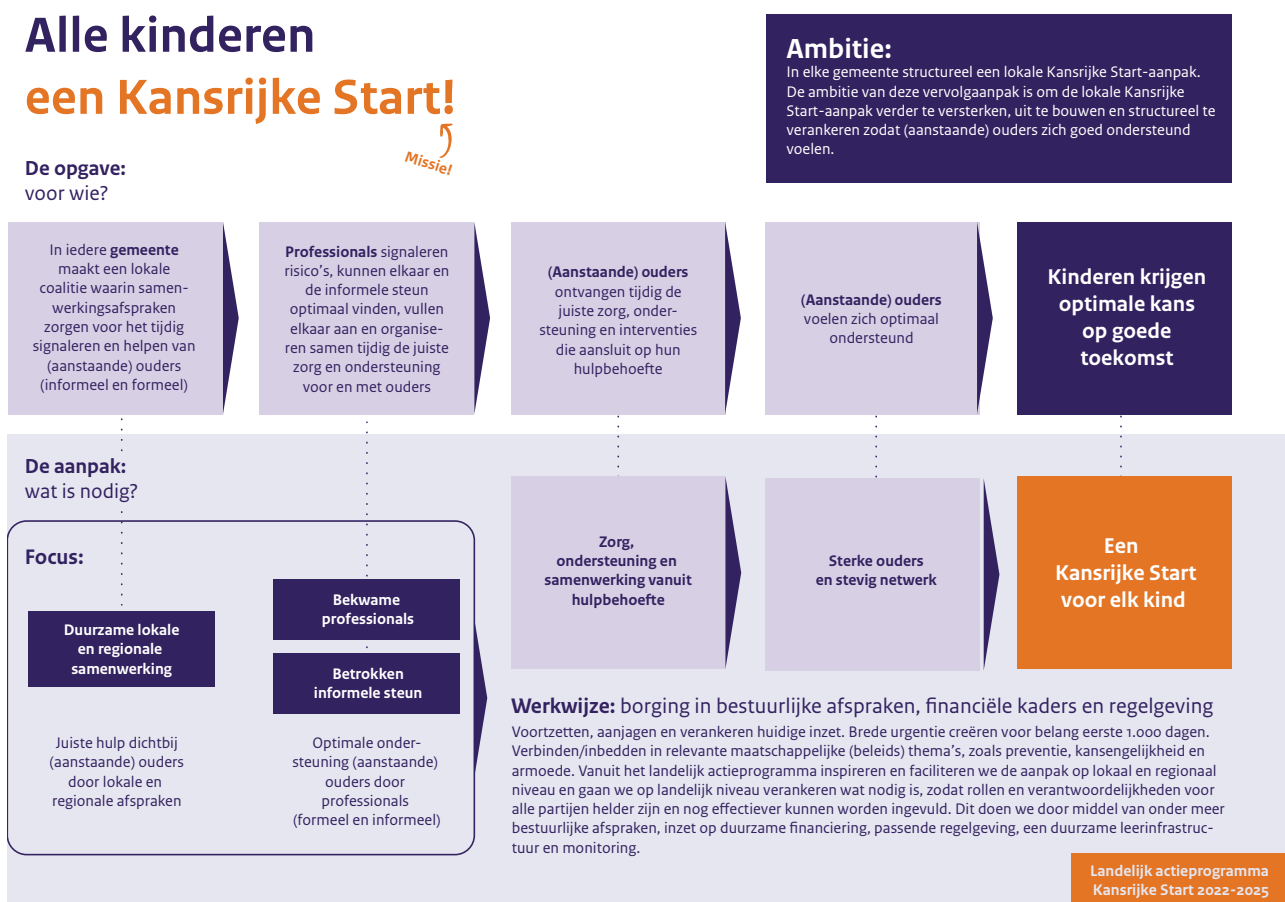 Alle kinderen
een Kansrijke Start!
Missie!
Ambitie:
In elke gemeente structureel een lokale Kansrijke Start-aanpak.
De ambitie van deze vervolgaanpak is om de lokale Kansrijke
Start-aanpak verder te versterken, uit te bouwen en structureel te
verankeren zodat (aanstaande) ouders zich goed ondersteund
voelen.
De opgave:
voor wie?
In iedere gemeente
maakt een lokale
coalitie waarin samen-
werkingsafspraken
zorgen voor het tijdig
signaleren en helpen van
(aanstaande) ouders
(informeel en formeel)
Professionals signaleren
risico's, kunnen elkaar en
de informele steun
optimaal vinden, vullen
elkaar aan en organise-
ren samen tijdig de juiste
zorg en ondersteuning
voor en met ouders
(Aanstaande) ouders
ontvangen tijdig de
juiste zorg, onder-
steuning en interventies
die aansluit op hun
hulpbehoefte
(Aanstaande) ouders
voelen zich optimaal
ondersteund
Kinderen krijgen
optimale kans
op goede
toekomst
De aanpak:
wat is nodig?
Focus:
Duurzame lokale
en regionale
samenwerking
Juiste hulp dichtbij
(aanstaande) ouders
door lokale en
regionale afspraken
Bekwame
professionals
Betrokken
informele steun
Optimale onder-
steuning (aanstaande)
ouders door
professionals
(formeel en informeel)
Zorg,
ondersteuning en
samenwerking vanuit
hulpbehoefte
Sterke ouders
en stevig netwerk
Een
Kansrijke Start
voor elk kind
Werkwijze: borging in bestuurlijke afspraken, financiële kaders en regelgeving
Voortzetten, aanjagen en verankeren huidige inzet. Brede urgentie creëren voor belang eerste 1.000 dagen.
Verbinden/inbedden in relevante maatschappelijke (beleids) thema's, zoals preventie, kansengelijkheid en
armoede. Vanuit het landelijk actieprogramma inspireren en faciliteren we de aanpak op lokaal en regionaal
niveau en gaan we op landelijk niveau verankeren wat nodig is, zodat rollen en verantwoordelijkheden voor
alle partijen helder zijn en nog effectiever kunnen worden ingevuld. Dit doen we door middel van onder meer
bestuurlijke afspraken, inzet op duurzame financiering, passende regelgeving, een duurzame leerinfrastruc-
tuur en monitoring.
Landelijk actieprogramma
Kansrijke Start 2022-2025